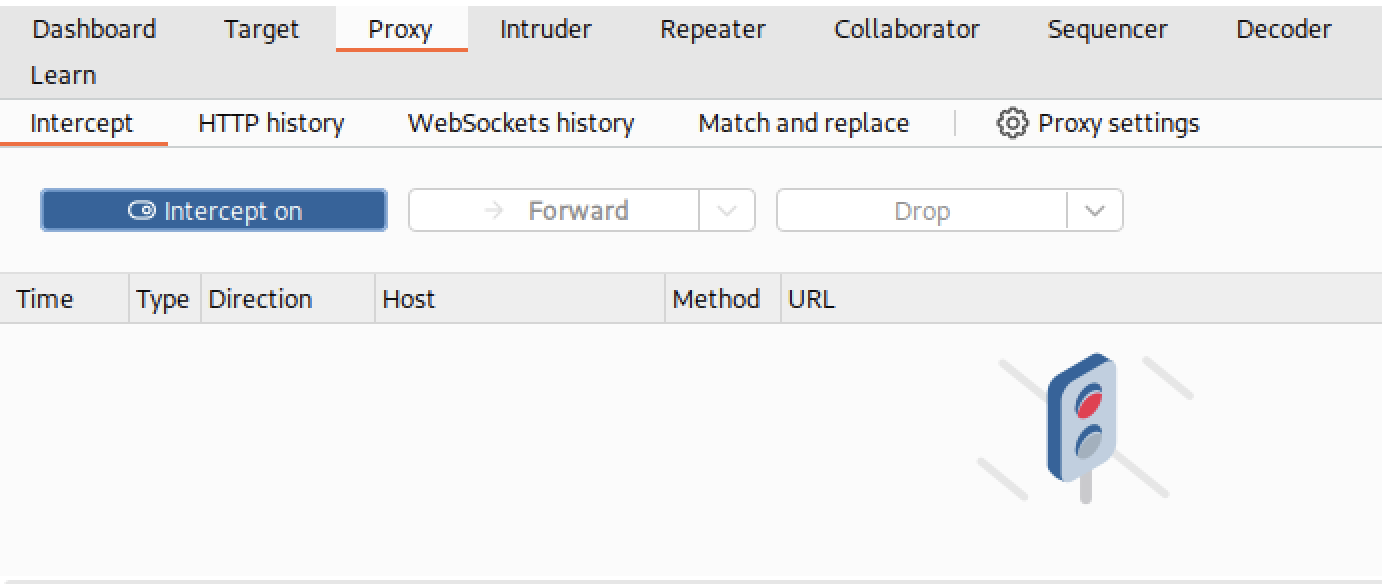 Dashboard Target Proxy Intruder Repeater Collaborator Sequencer Decoder
Learn
Intercept HTTP history WebSockets history Match and replace Proxy settings
Intercept on Forward Drop
Time Type Direction Host Method URL